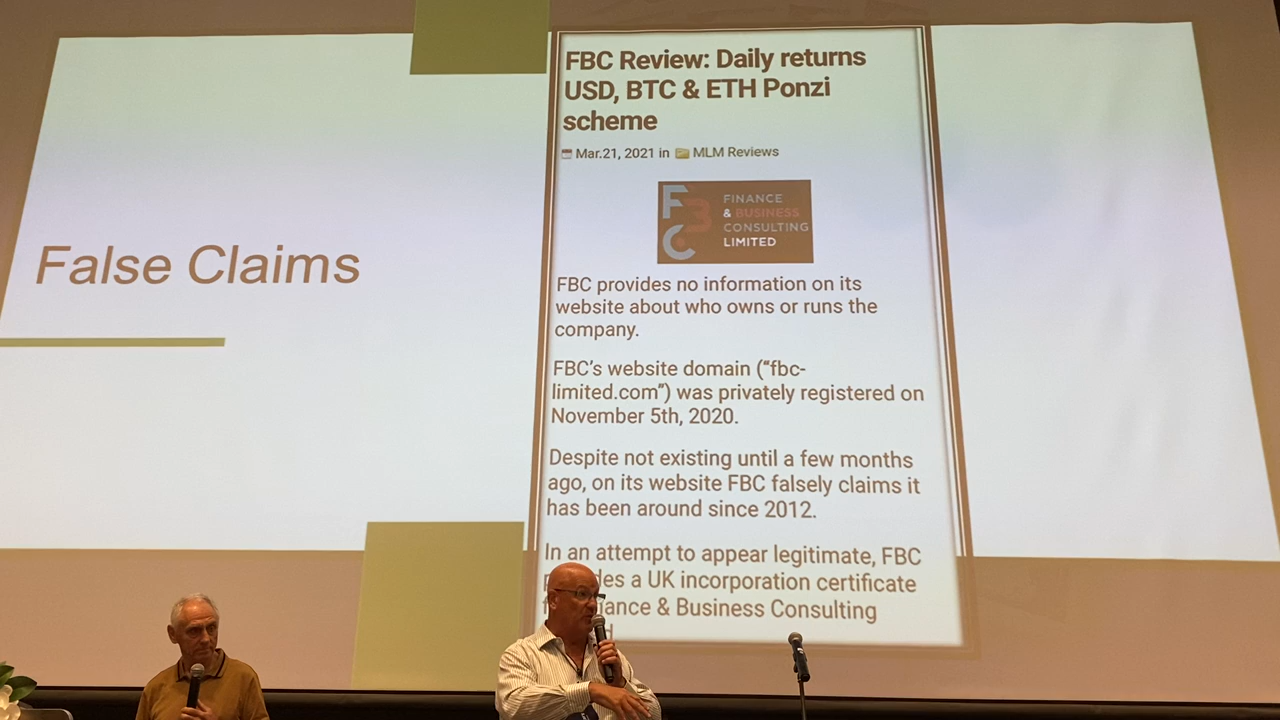 False Claims
FBC Review: Daily returns
USD, BTC & ETH Ponzi
scheme
Mar.21, 2021 in MLM Reviews
FBC
FINANCE
& BUSINESS
CONSULTING
LIMITED
FBC provides no information on its
website about who owns or runs the
company.
FBC's website domain ("fbc-
limited.com") was privately registered on
November 5th, 2020.
Despite not existing until a few months
ago, on its website FBC falsely claims it
has been around since 2012.
In an attempt to appear legitimate, FBC
a UK incorporation certificate
& Business Consulting